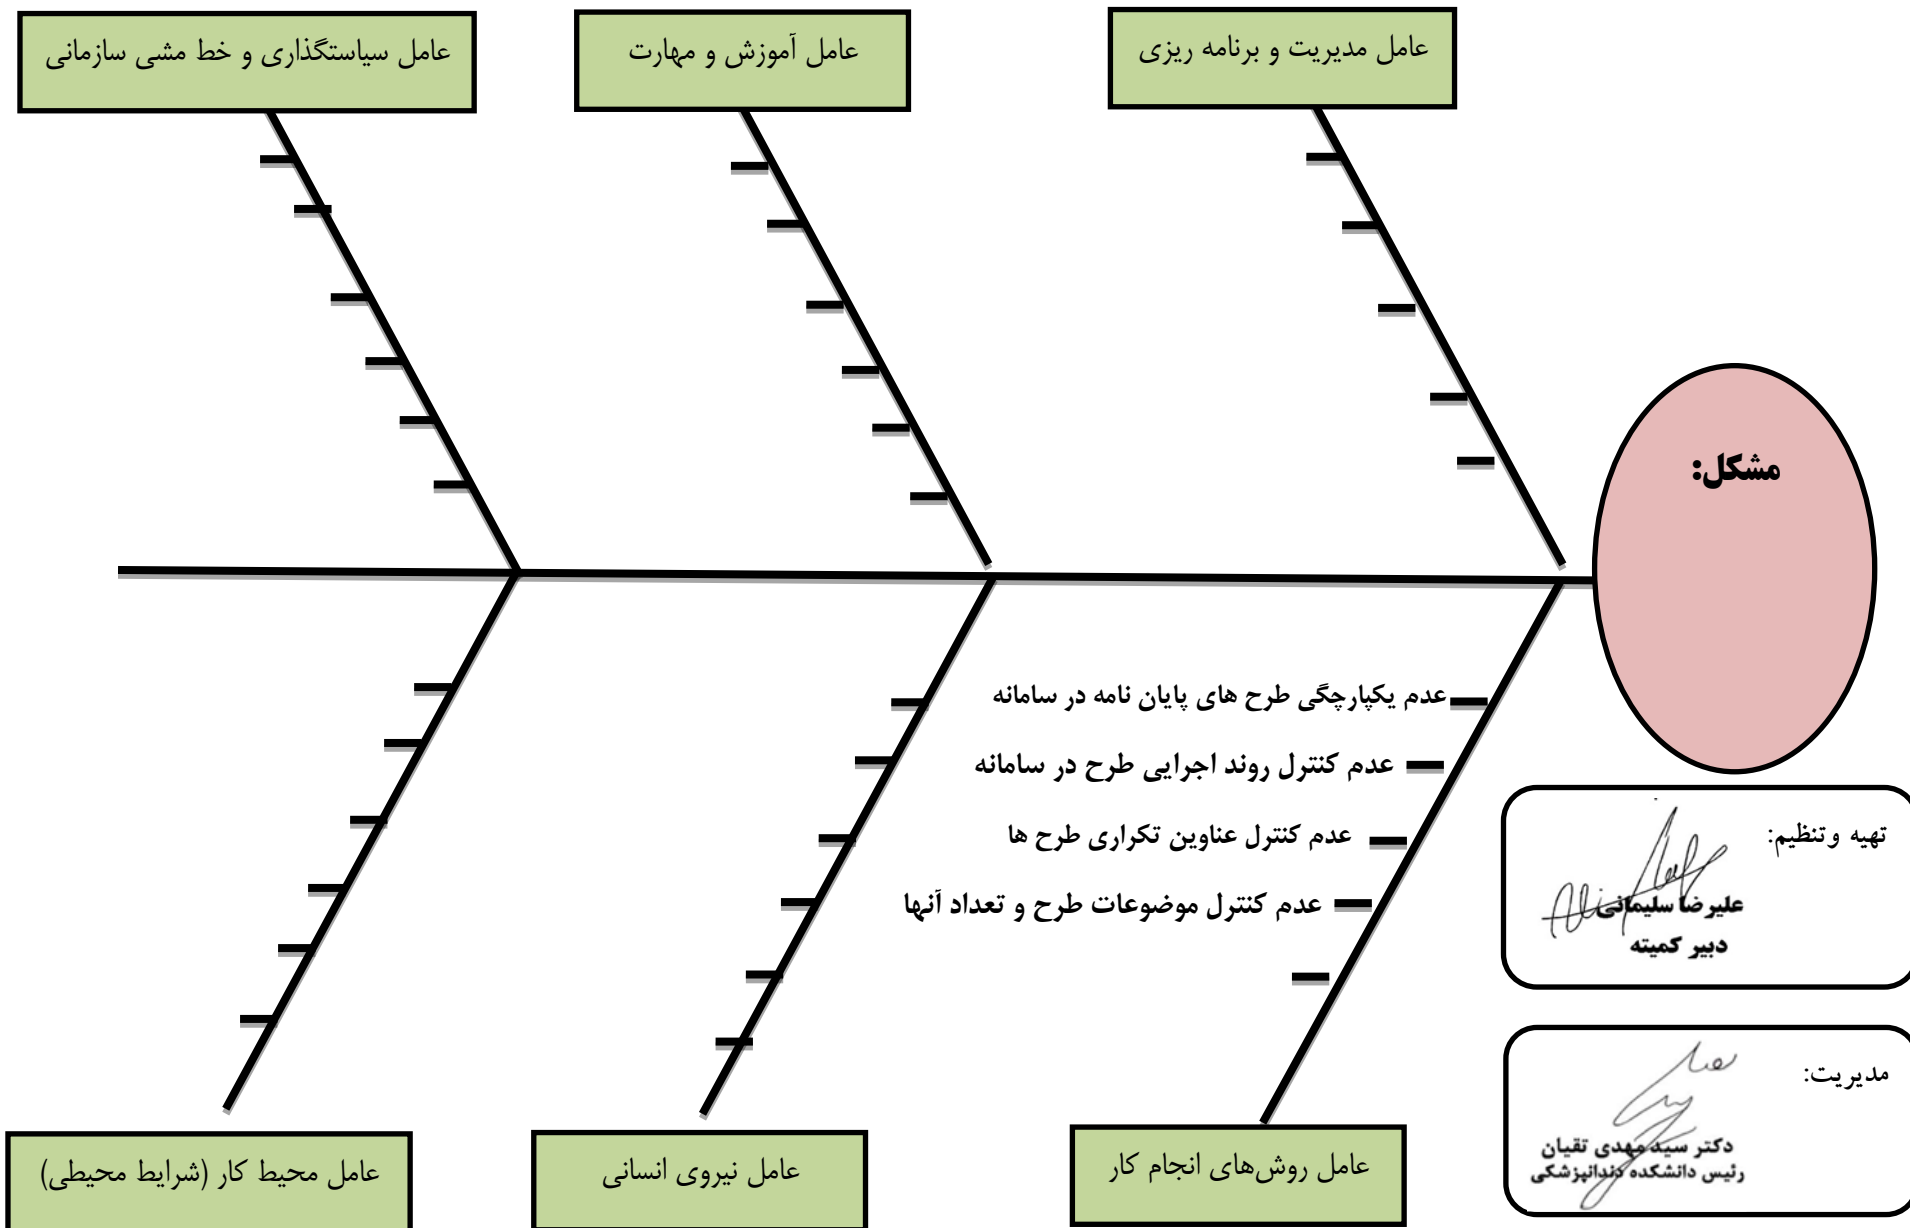 عامل مدیریت و برنامه ریزی
عامل آموزش و مهارت
عامل سیاستگذاری و خط مشی سازمانی
مشکل:
عدم یکپارچگی طرح های پایان نامه در سامانه
عدم کنترل روند اجرایی طرح در سامانه
عدم کنترل عناوین تکراری طرح ها
عدم کنترل موضوعات طرح و تعداد آنها
تهیه وتنظیم:
علیرضا سلیمانی
دبیر کمیته
مدیریت:
دکتر سید مهدی تقیان
رئیس دانشکده دندانپزشکی
عامل روش‌های انجام کار
عامل نیروی انسانی
عامل محیط کار (شرایط محیطی)